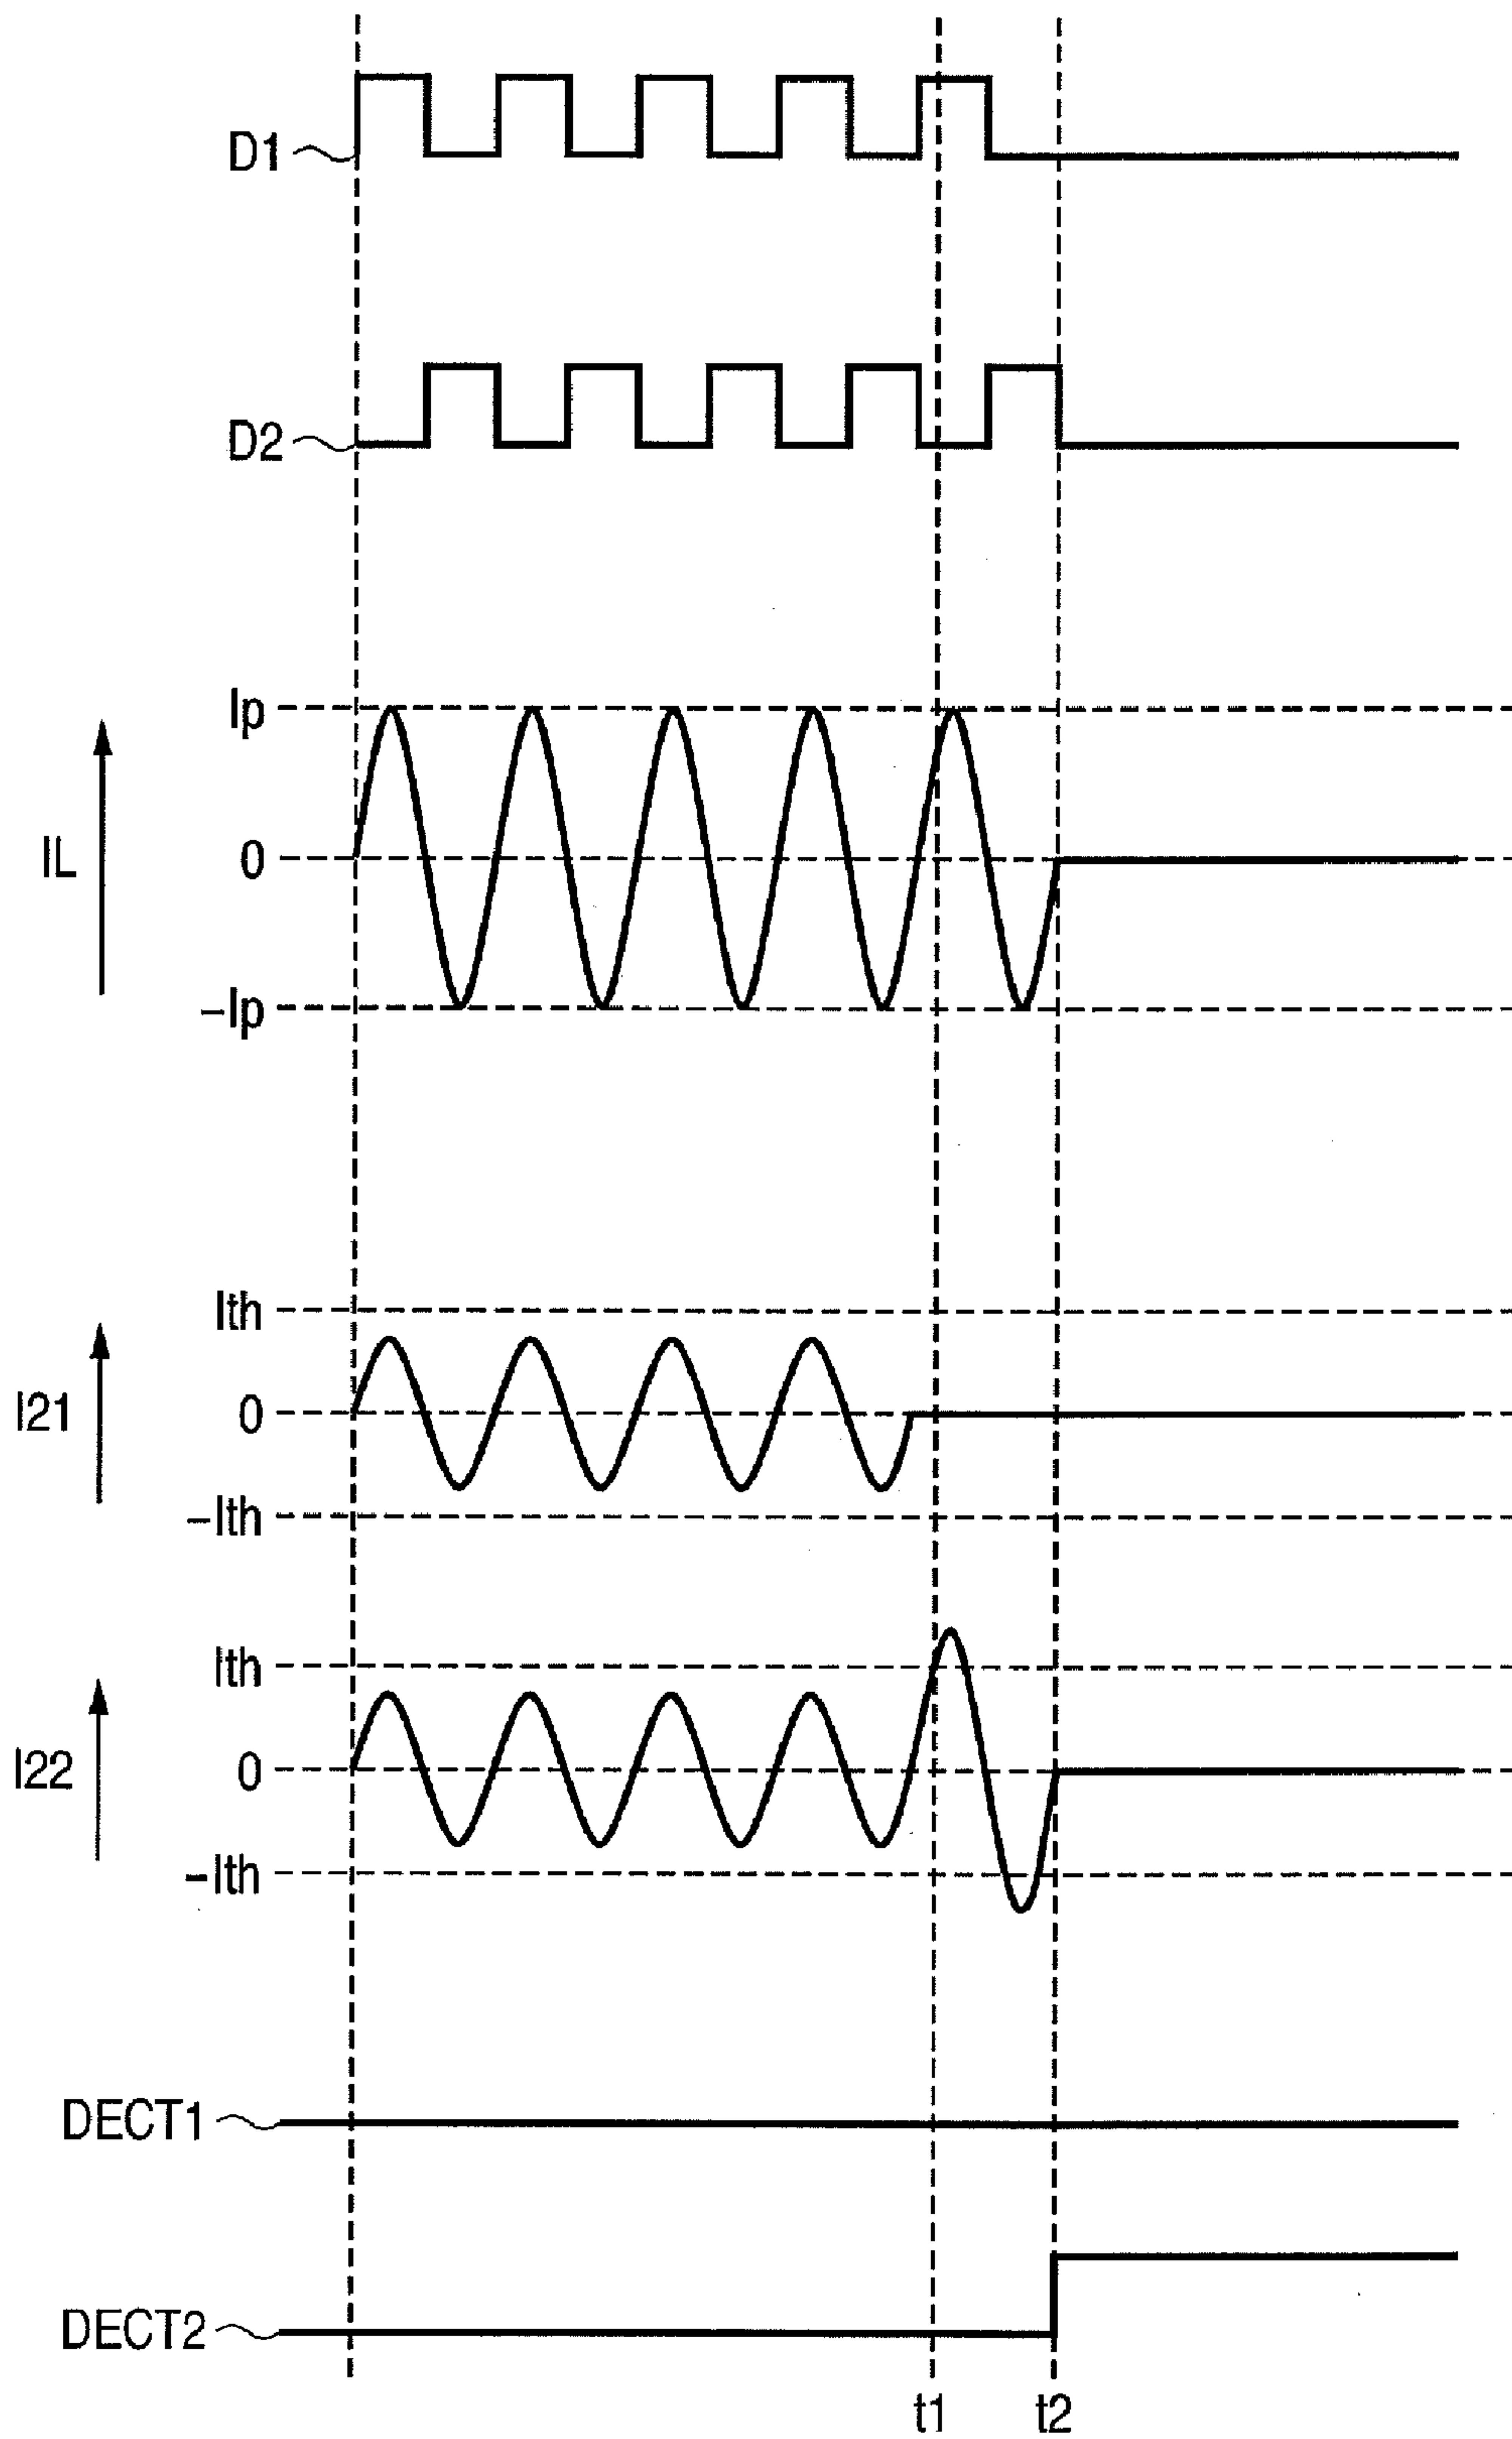 D1
D2
Ip
IL
0
-Ip
Ith
I21
0
-Ith
Ith
I22
0
-Ith
DECT1
DECT2
t1
t2